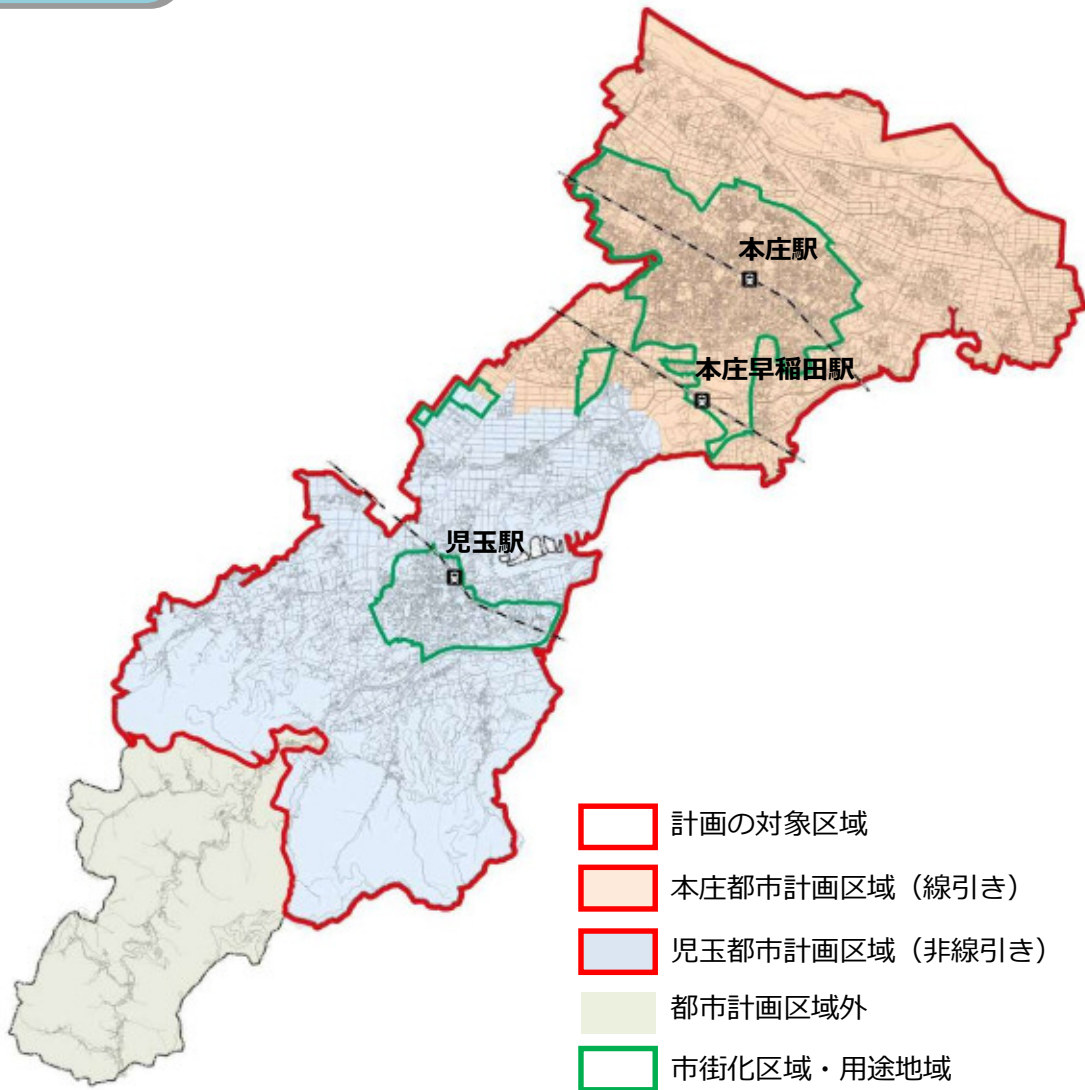 本庄駅
本庄早稲田駅
児玉駅
計画の対象区域
本庄都市計画区域（線引き）
児玉都市計画区域（非線引き）
都市計画区域外
市街化区域・用途地域